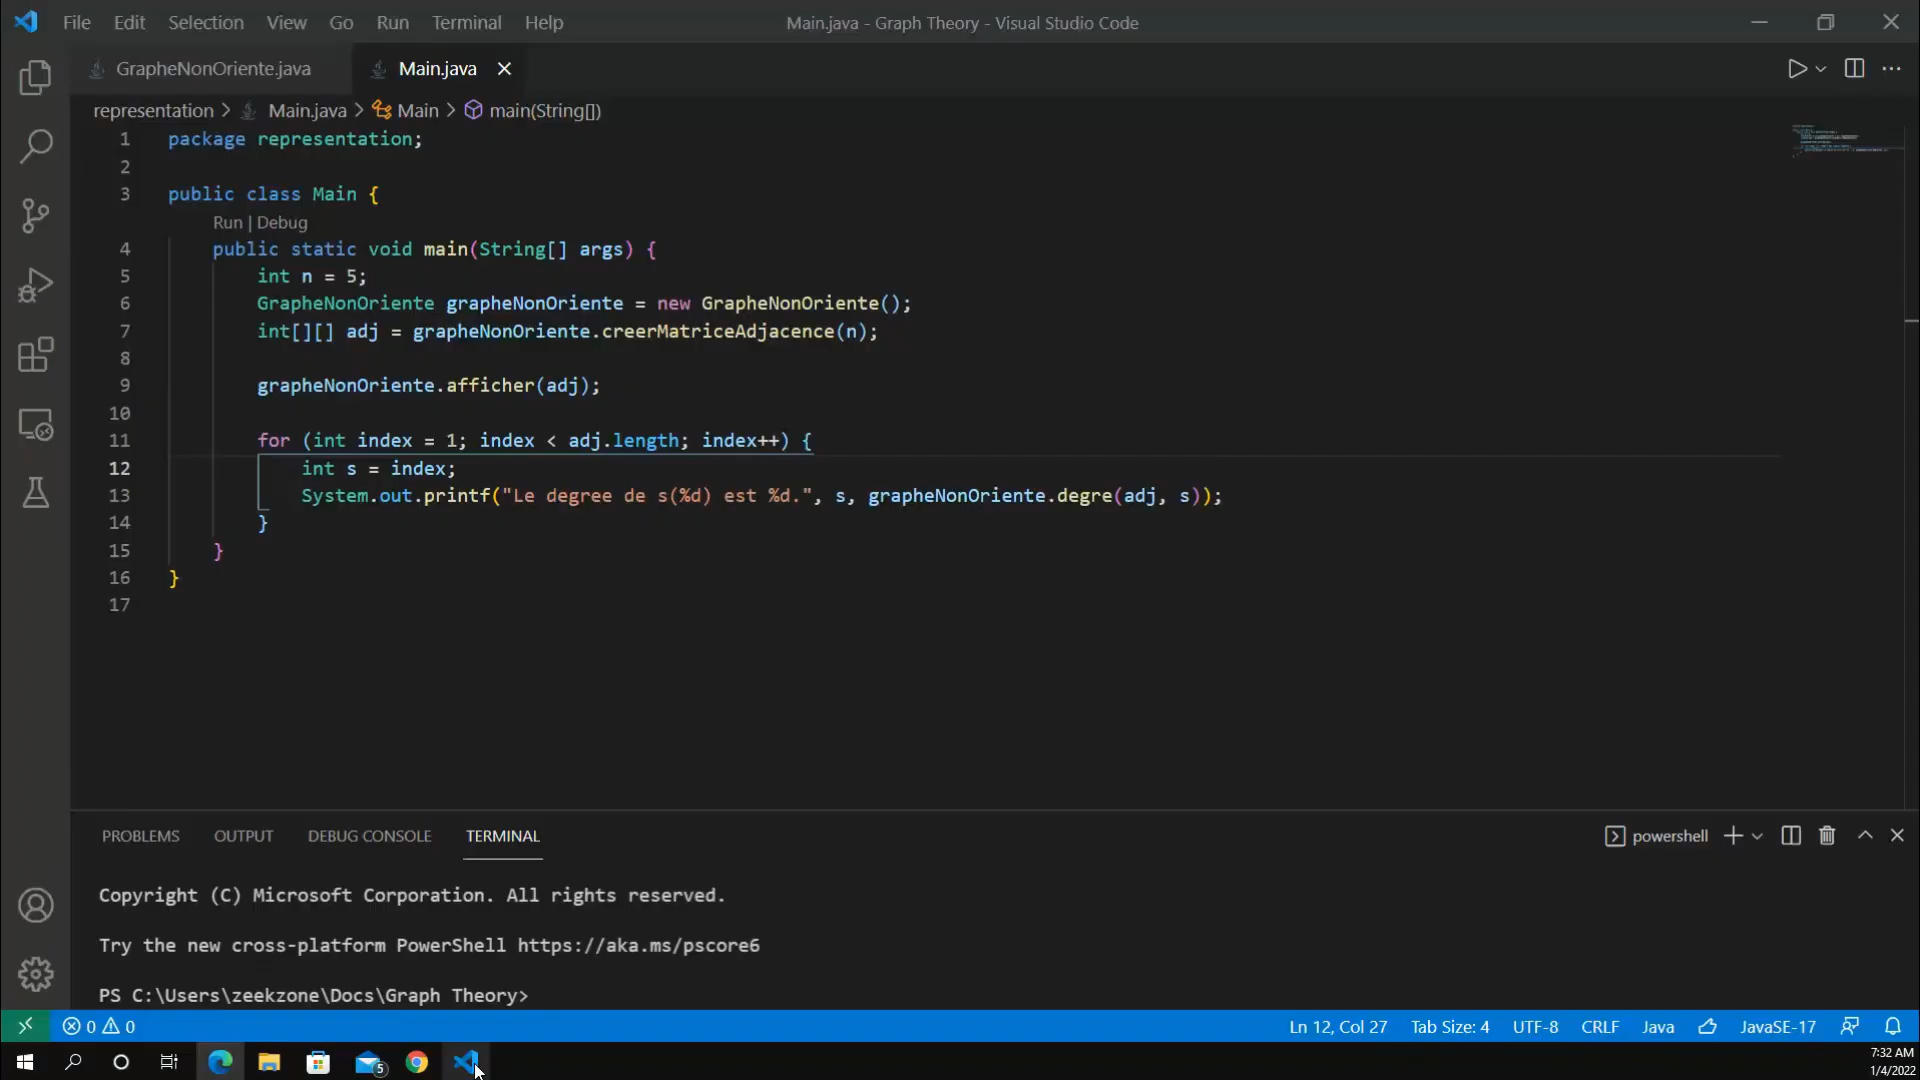 File Edit Selection View Go Run Terminal Help Main.java - Graph Theory - Visual Studio Code
GrapheNonOriente.java Main.java
representation > Main.java > Main > main(String[])
1 package representation;
2
3 public class Main {
Run | Debug
4 public static void main(String[] args) {
5 int n = 5;
6 GrapheNonOriente grapheNonOriente = new GrapheNonOriente();
7 int[][] adj = grapheNonOriente.creerMatriceAdjacence(n);
8
9 grapheNonOriente.afficher(adj);
10
11 for (int index = 1; index < adj.length; index++) {
12 int s = index;
13 System.out.printf("Le degree de s(%d) est %d.", s, grapheNonOriente.degre(adj, s));
14 }
15 }
16 }
17
PROBLEMS OUTPUT DEBUG CONSOLE TERMINAL powershell
Copyright (C) Microsoft Corporation. All rights reserved.
Try the new cross-platform PowerShell https://aka.ms/pscore6
PS C:\Users\zeekzone\Docs\Graph Theory>
0 0 Ln 12, Col 27 Tab Size: 4 UTF-8 CRLF Java JavaSE-17
5
7:32 AM
1/4/2022